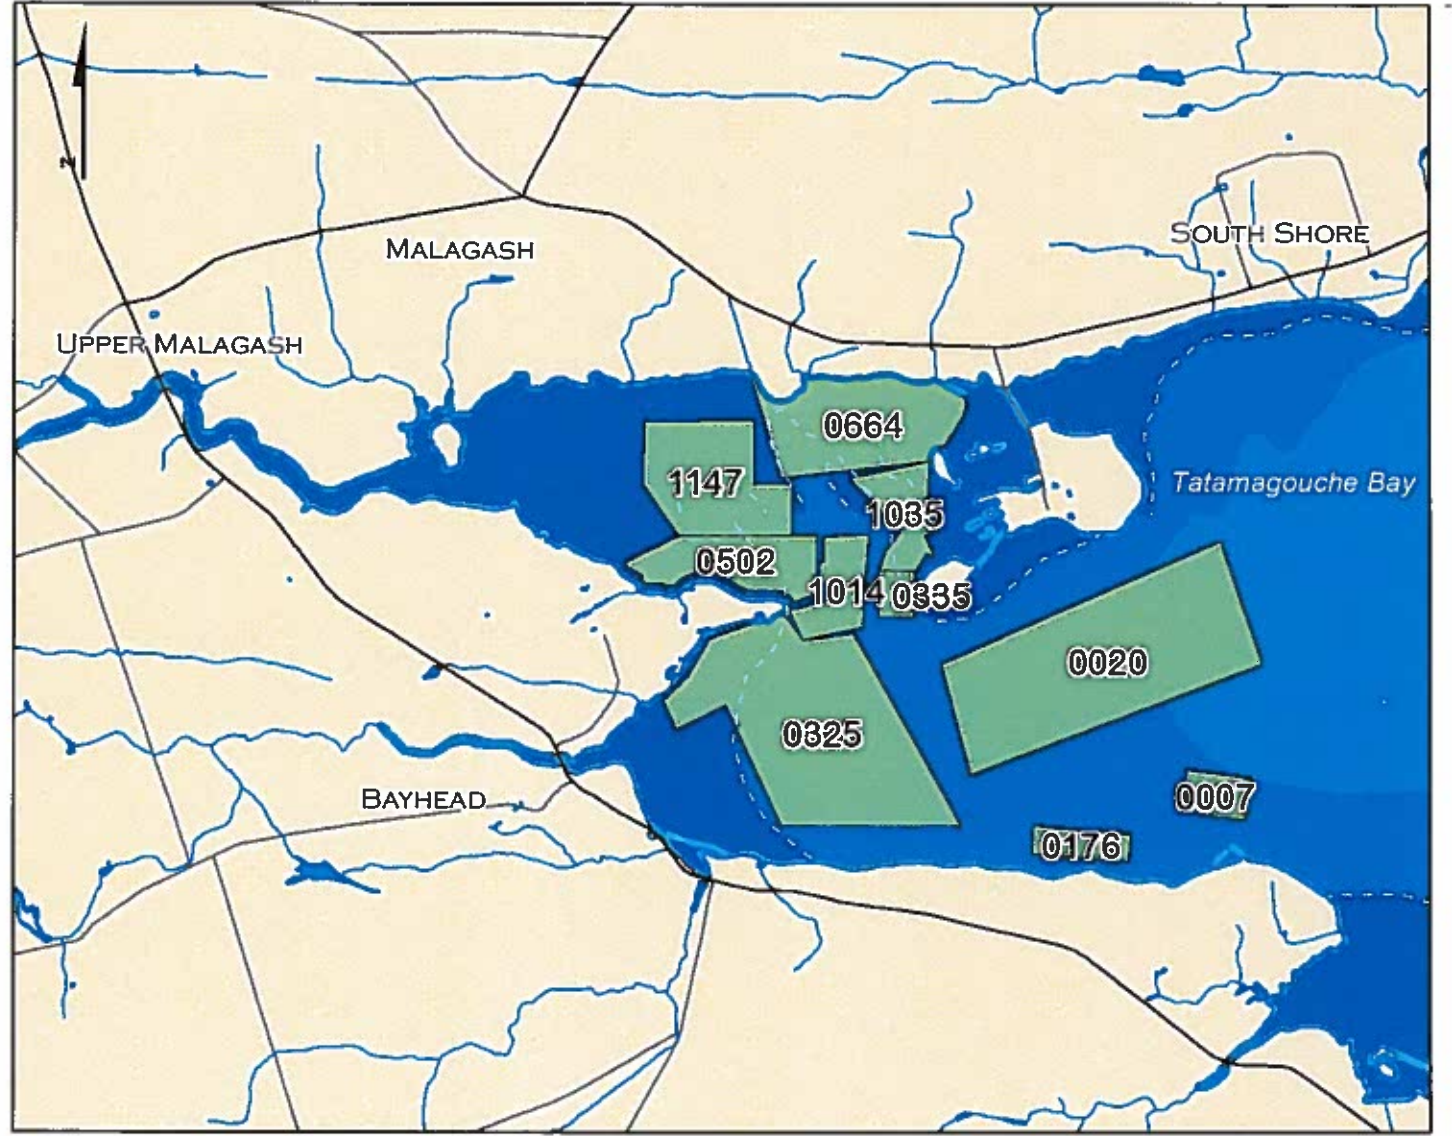 Z
MALAGASH
SOUTH SHORE
UPPER MALAGASH
0664
1147
Tatamagouche Bay
1035
0502
1014
0335
0020
0325
0007
BAYHEAD
0176